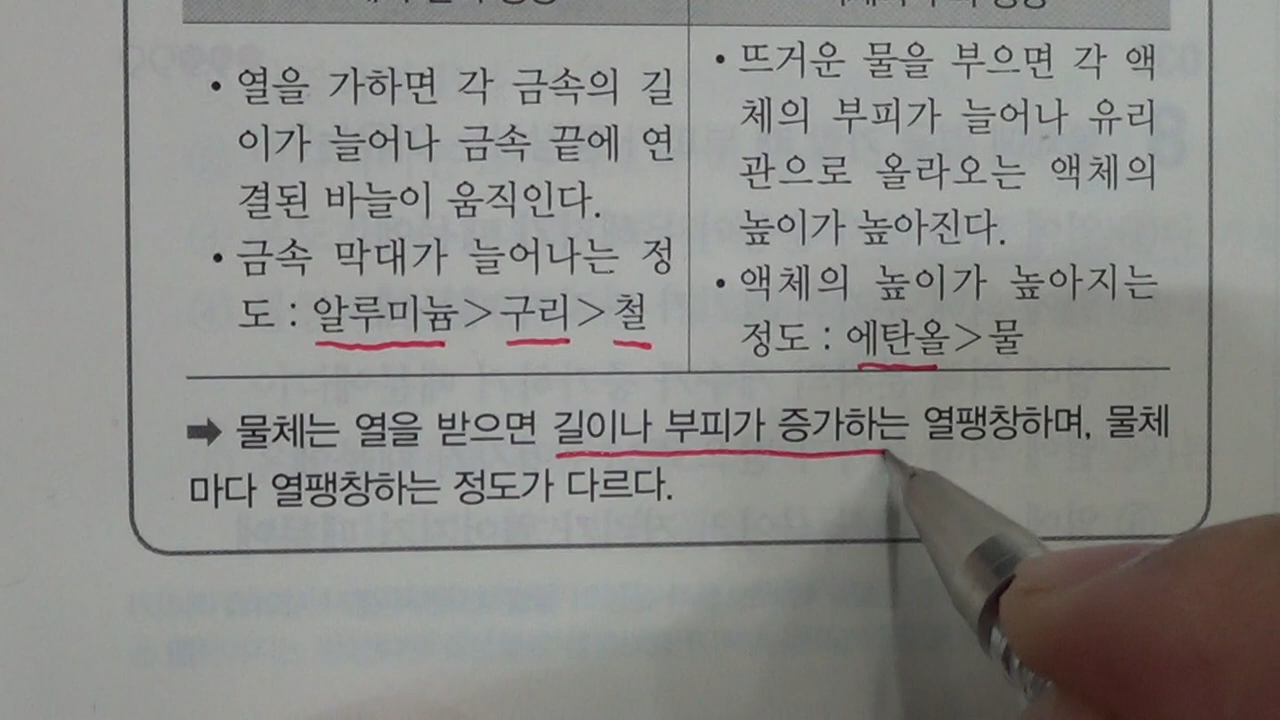 • 열을 가하면 각 금속의 길
이가 늘어나 금속 끝에 연
결된 바늘이 움직인다.
• 금속 막대가 늘어나는 정
도 : 알루미늄>구리>철
• 뜨거운 물을 부으면 각 액
체의 부피가 늘어나 유리
관으로 올라오는 액체의
높이가 높아진다.
• 액체의 높이가 높아지는
정도 : 에탄올>물
➡ 물체는 열을 받으면 길이나 부피가 증가하는 열팽창하며, 물체
마다 열팽창하는 정도가 다르다.